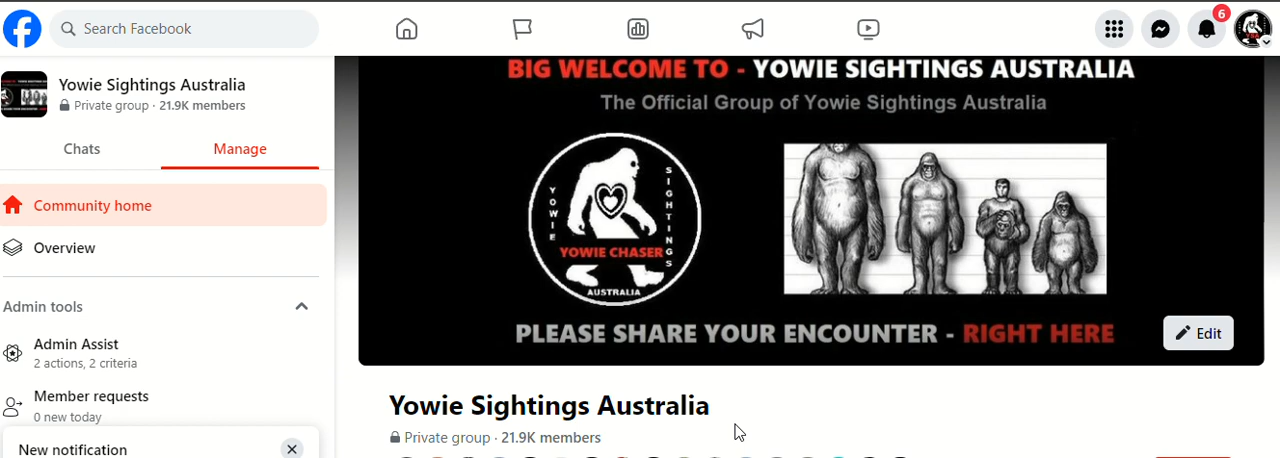 Search Facebook
6
Yowie Sightings Australia
Private group · 21.9K members
Chats
Manage
Community home
Overview
Admin tools
Admin Assist
2 actions, 2 criteria
Member requests
0 new today
New notification
BIG WELCOME TO - YOWIE SIGHTINGS AUSTRALIA
The Official Group of Yowie Sightings Australia
YOWIE
SIGHTINGS
YOWIE CHASER
AUSTRALIA
PLEASE SHARE YOUR ENCOUNTER - RIGHT HERE
Edit
Yowie Sightings Australia
Private group · 21.9K members